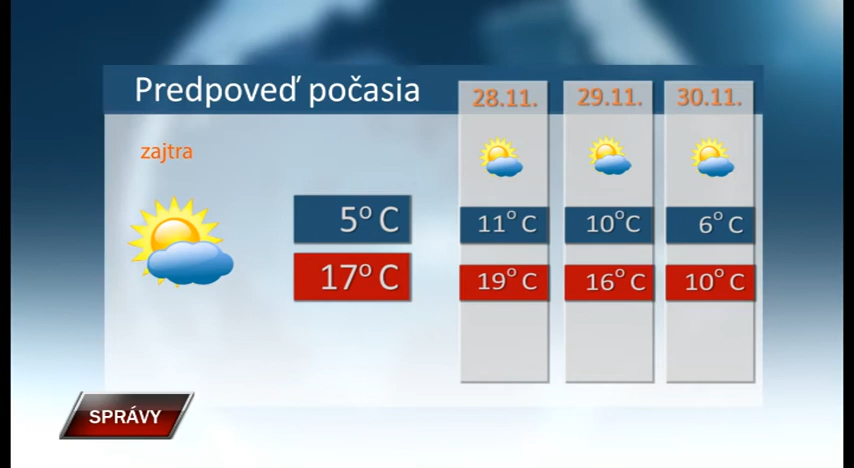 Predpoveď počasia
28.11.
29.11.
30.11.
zajtra
5° C
11° C
10°C
6° C
17° C
19° C
16° C
10° C
SPRÁVY